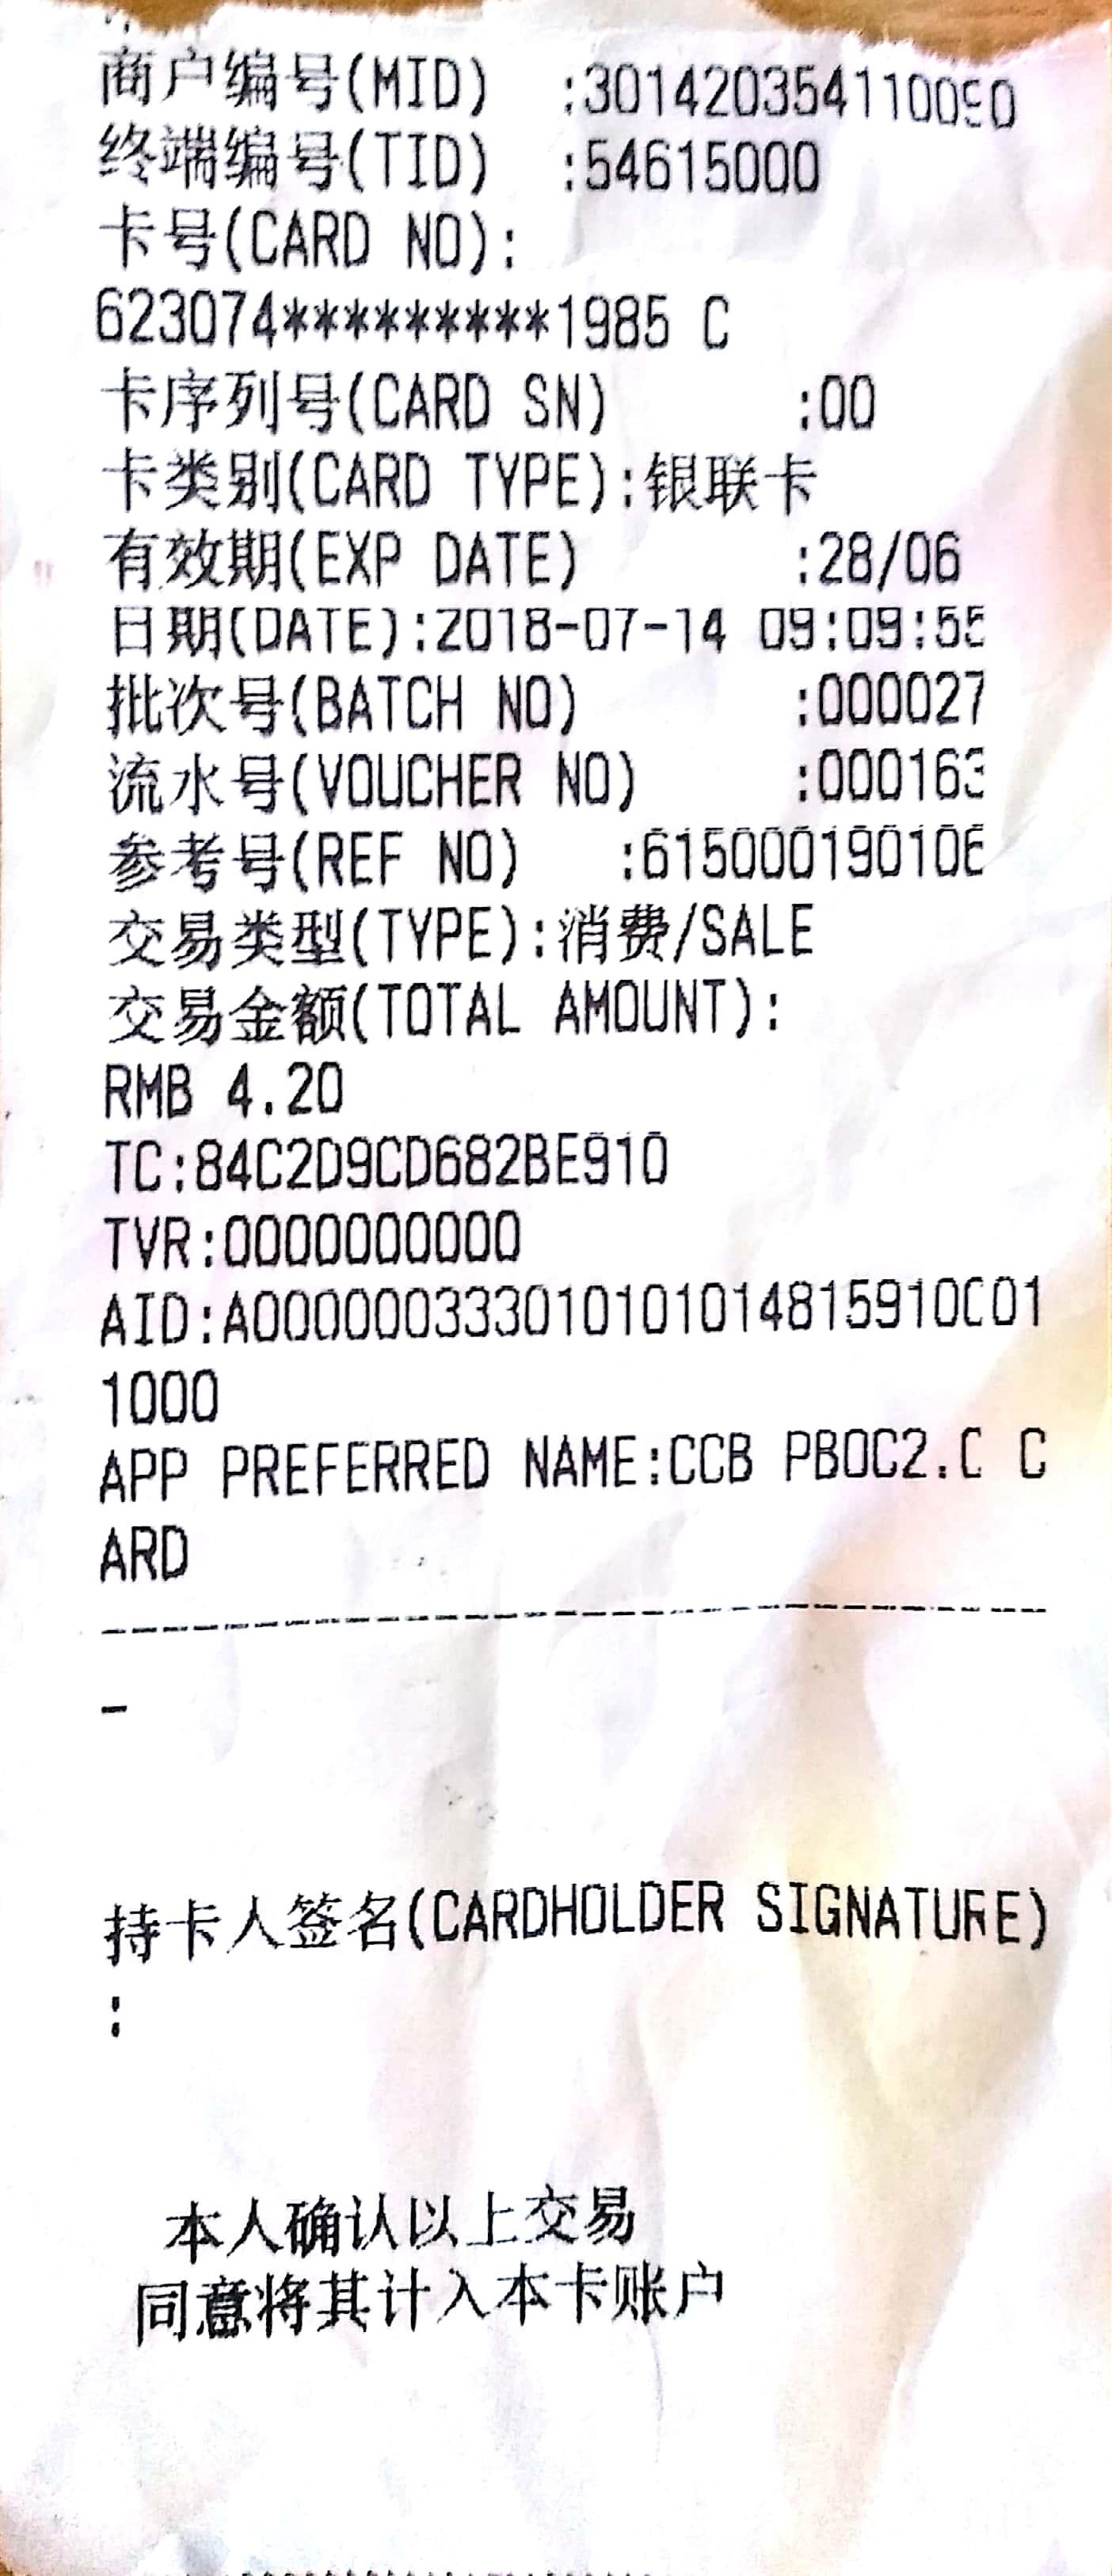 商户编号(MID) :301420354110090
终端编号(TID) :54615000
卡号(CARD NO):
623074*********1985 C
卡序列号(CARD SN) :00
卡类别(CARD TYPE):银联卡
有效期(EXP DATE) :28/06
日期(DATE):2018-07-14 09:09:55
批次号(BATCH NO) :000027
流水号(VOUCHER NO) :000163
参考号(REF NO) :615000190106
交易类型(TYPE):消费/SALE
交易金额(TOTAL AMOUNT):
RMB 4.20
TC:84C2D9CD682BE910
TVR:0000000000
AID:A000000333010101014815910001
1000
APP PREFERRED NAME:CCB PBOC2.0 C
ARD
持卡人签名(CARDHOLDER SIGNATURE)
:
本人确认以上交易
同意将其计入本卡账户